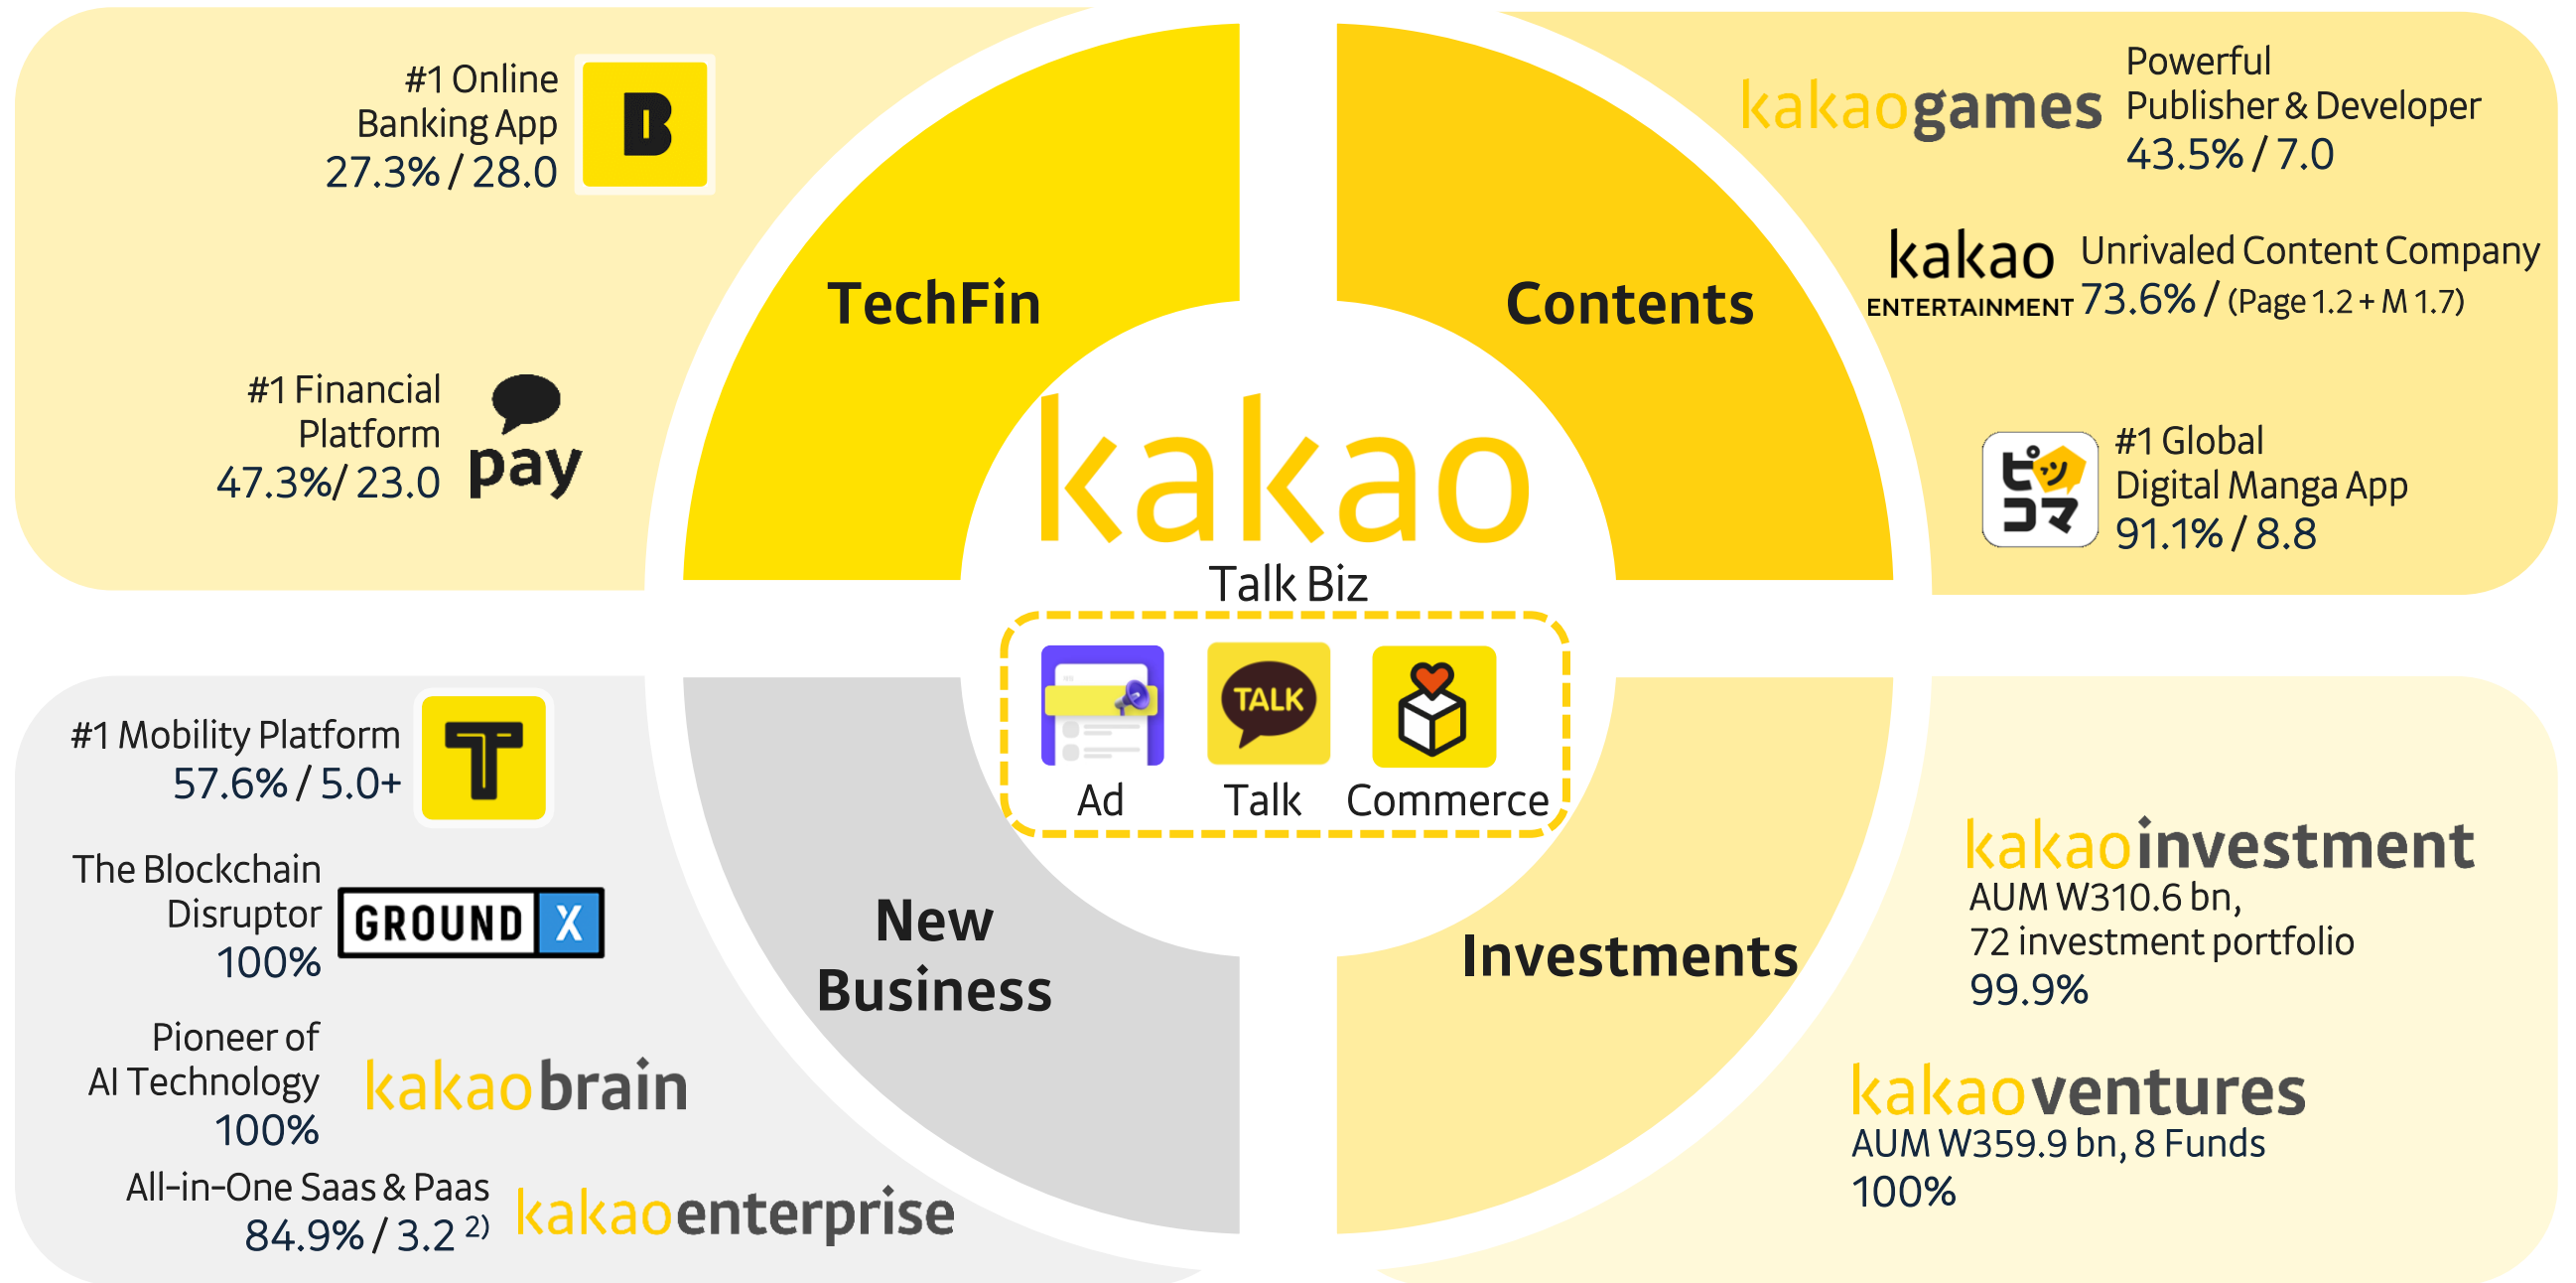 #1 Online
Banking App
27.3% / 28.0
B
#1 Financial
Platform
47.3%/ 23.0
pay
TechFin
Contents
kakaogames
Powerful
Publisher & Developer
43.5% / 7.0
kakao
ENTERTAINMENT
Unrivaled Content Company
73.6% / (Page 1.2 + M 1.7)
ピッ
コマ
#1 Global
Digital Manga App
91.1% / 8.8
kakao
Talk Biz
TALK
Ad
Talk
Commerce
#1 Mobility Platform
57.6% / 5.0+
T
The Blockchain
Disruptor
100%
GROUND X
Pioneer of
AI Technology
100%
kakaobrain
All-in-One Saas & Paas
84.9% / 3.2 2)
kakaoenterprise
New
Business
Investments
kakaoinvestment
AUM W310.6 bn,
72 investment portfolio
99.9%
kakaoventures
AUM W359.9 bn, 8 Funds
100%